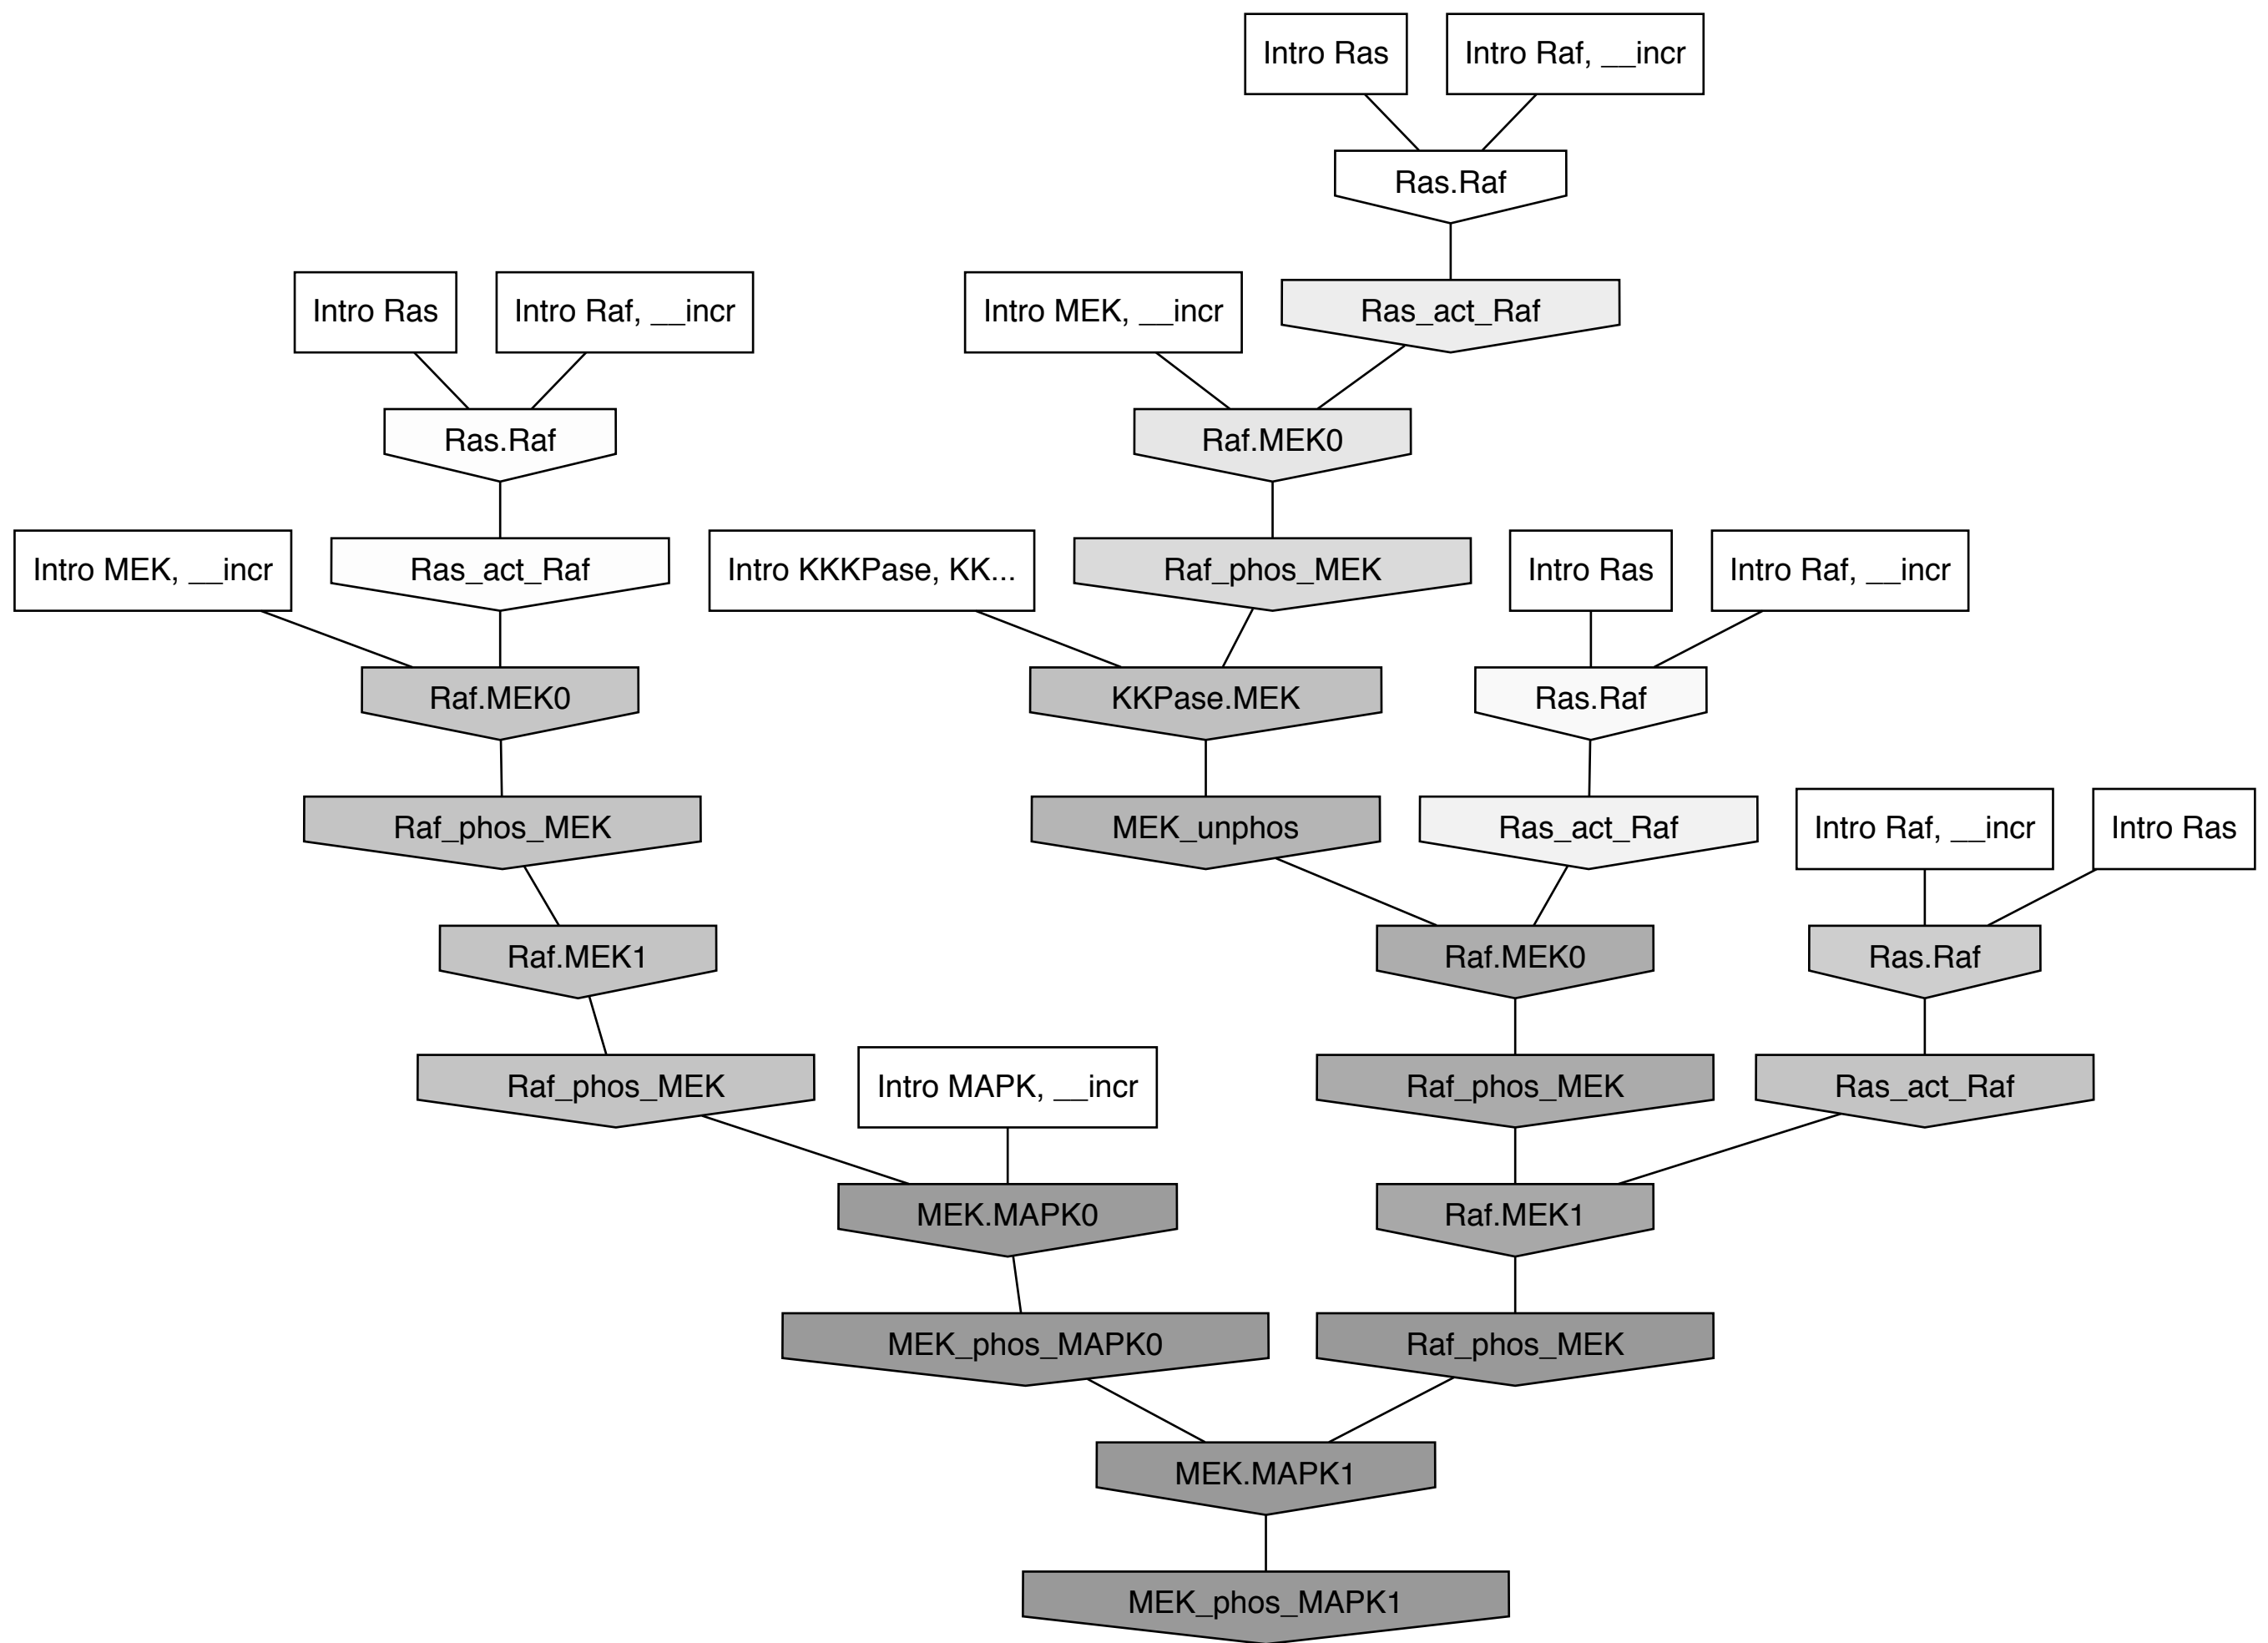 Intro Ras
Intro Raf, __incr
Ras.Raf
Intro Ras
Intro Raf, __incr
Intro MEK, __incr
Ras_act_Raf
Ras.Raf
Raf.MEK0
Intro MEK, __incr
Ras_act_Raf
Intro KKKPase, KK...
Raf_phos_MEK
Intro Ras
Intro Raf, __incr
Raf.MEK0
KKPase.MEK
Ras.Raf
Raf_phos_MEK
MEK_unphos
Ras_act_Raf
Intro Raf, __incr
Intro Ras
Raf.MEK1
Raf.MEK0
Ras.Raf
Raf_phos_MEK
Intro MAPK, __incr
Raf_phos_MEK
Ras_act_Raf
MEK.MAPK0
Raf.MEK1
MEK_phos_MAPK0
Raf_phos_MEK
MEK.MAPK1
MEK_phos_MAPK1